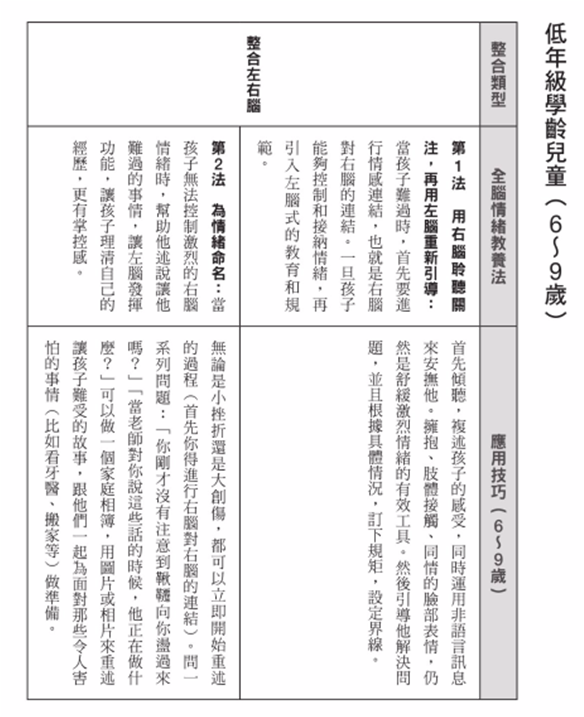 低年級學齡兒童(6～9歲)
整合類型
全腦情緒教養法
應用技巧(6～9歲)
整合左右腦
第1法 用右腦聆聽關
注,再用左腦重新引導:
當孩子難過時,首先要進
行情感連結,也就是右腦
對右腦的連結。一旦孩子
能夠控制和接納情緒,再
引入左腦式的教育和規
範。
首先傾聽,複述孩子的感受,同時運用非語言訊息
來安撫他。擁抱、肢體接觸、同情的臉部表情,仍
然是舒緩激烈情緒的有效工具。然後引導他解決問
題,並且根據具體情況,訂下規矩,設定界線。
第2法 為情緒命名:當
孩子無法控制激烈的右腦
情緒時,幫助他述說讓他
難過的事情,讓左腦發揮
功能,讓孩子理清自己的
經歷,更有掌控感。
無論是小挫折還是大創傷,都可以立即開始重述
的過程(首先你得進行右腦對右腦的連結)。問一
系列問題:「你剛才沒有注意到鞦韆向你盪過來
嗎?」「當老師對你說這些話的時候,他正在做什
麼?」可以做一個家庭相簿,用圖片或相片來重述
讓孩子難受的故事,跟他們一起為面對那些令人害
怕的事情(比如看牙醫、搬家等)做準備。